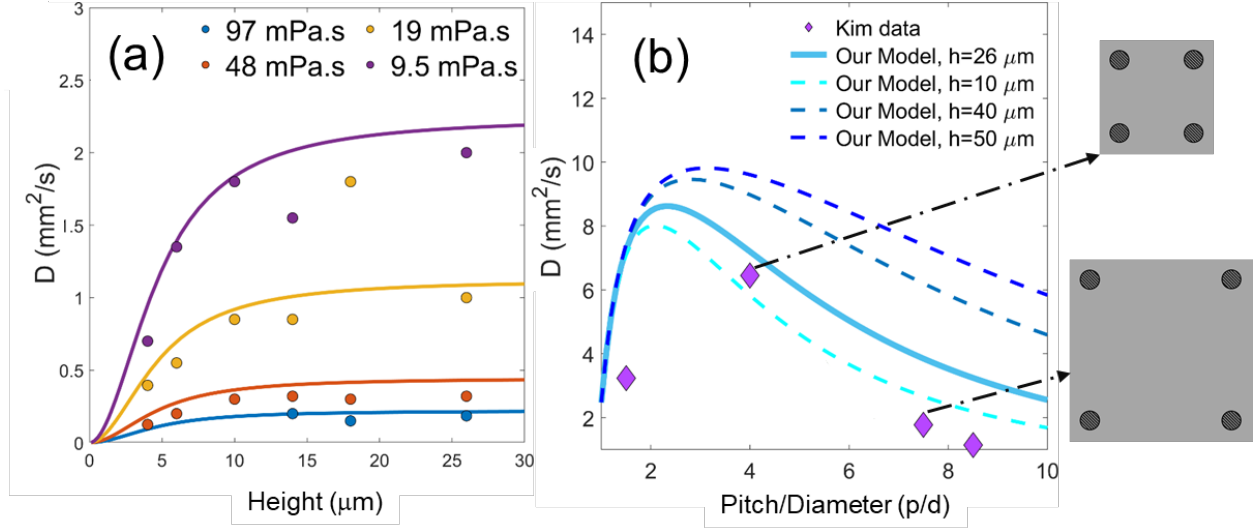 (a)
97 mPa.s
19 mPa.s
48 mPa.s
9.5 mPa.s
D (mm²/s)
3
2.5
2
1.5
1
0.5
0
0 5 10 15 20 25 30
Height (μm)
(b)
Kim data
Our Model, h=26 μm
Our Model, h=10 μm
Our Model, h=40 μm
Our Model, h=50 μm
D (mm²/s)
14
12
10
8
6
4
2
2 4 6 8 10
Pitch/Diameter (p/d)